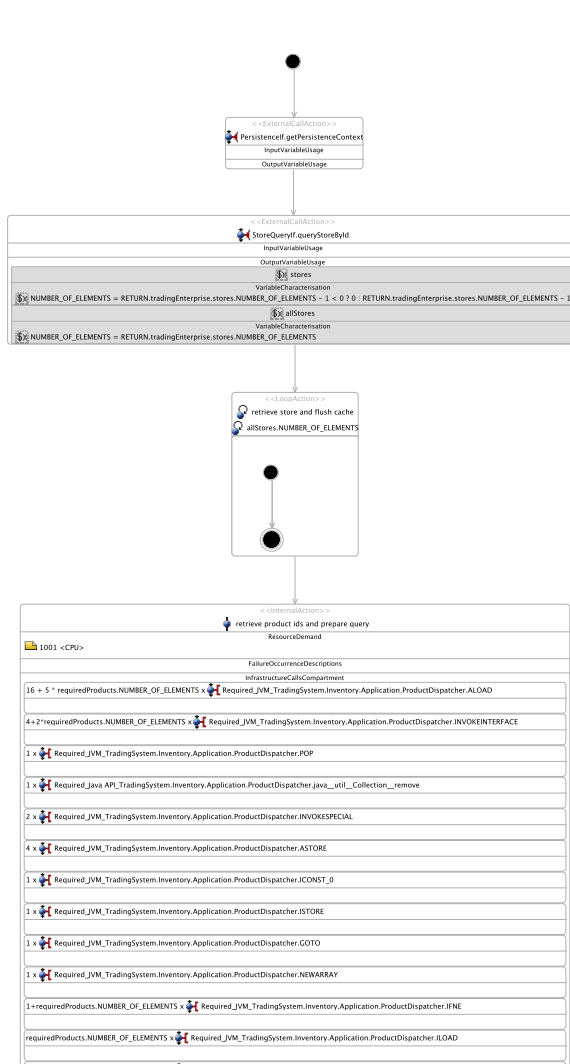 <<ExternalCallAction>>
PersistenceIf.getPersistenceContext
InputVariableUsage
OutputVariableUsage
<<ExternalCallAction>>
StoreQueryIf.queryStoreById
InputVariableUsage
OutputVariableUsage
stores
VariableCharacterisation
NUMBER_OF_ELEMENTS = RETURN.tradingEnterprise.stores.NUMBER_OF_ELEMENTS - 1 < 0 ? 0 : RETURN.tradingEnterprise.stores.NUMBER_OF_ELEMENTS - 1
allStores
VariableCharacterisation
NUMBER_OF_ELEMENTS = RETURN.tradingEnterprise.stores.NUMBER_OF_ELEMENTS
<<LoopAction>>
retrieve store and flush cache
allStores.NUMBER_OF_ELEMENTS
<<InternalAction>>
retrieve product ids and prepare query
ResourceDemand
1001 <CPU>
FailureOccurrenceDescriptions
InfrastructureCallsCompartment
16 + 5 * requiredProducts.NUMBER_OF_ELEMENTS x Required_JVM_TradingSystem.Inventory.Application.ProductDispatcher.ALOAD
4+2*requiredProducts.NUMBER_OF_ELEMENTS x Required_JVM_TradingSystem.Inventory.Application.ProductDispatcher.INVOKEINTERFACE
1 x Required_JVM_TradingSystem.Inventory.Application.ProductDispatcher.POP
1 x Required_Java API_TradingSystem.Inventory.Application.ProductDispatcher.java__util__Collection__remove
2 x Required_JVM_TradingSystem.Inventory.Application.ProductDispatcher.INVOKESPECIAL
4 x Required_JVM_TradingSystem.Inventory.Application.ProductDispatcher.ASTORE
1 x Required_JVM_TradingSystem.Inventory.Application.ProductDispatcher.ICONST_0
1 x Required_JVM_TradingSystem.Inventory.Application.ProductDispatcher.ISTORE
1 x Required_JVM_TradingSystem.Inventory.Application.ProductDispatcher.GOTO
1 x Required_JVM_TradingSystem.Inventory.Application.ProductDispatcher.NEWARRAY
1+requiredProducts.NUMBER_OF_ELEMENTS x Required_JVM_TradingSystem.Inventory.Application.ProductDispatcher.IFNE
requiredProducts.NUMBER_OF_ELEMENTS x Required_JVM_TradingSystem.Inventory.Application.ProductDispatcher.ILOAD